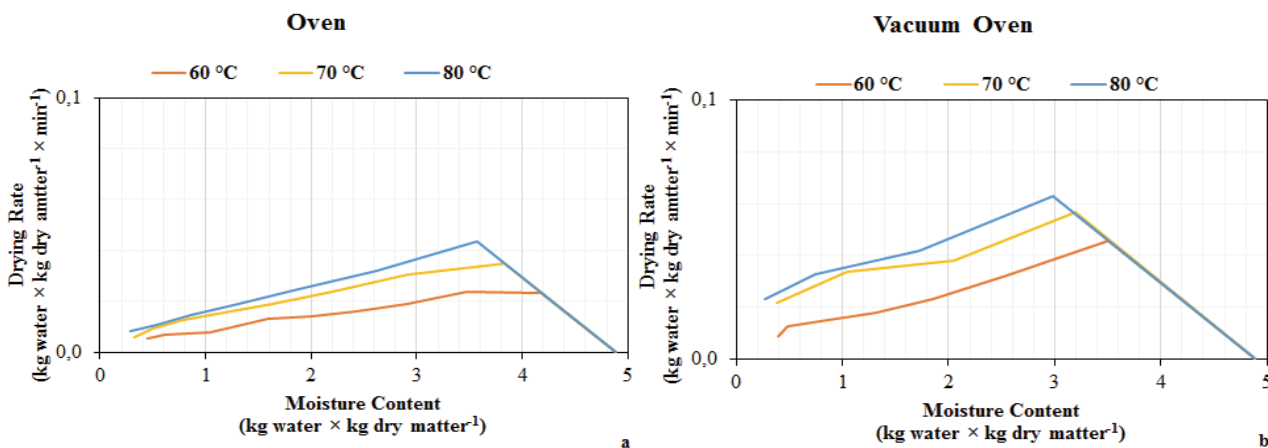 Oven
60 °C 70 °C 80 °C
0,1
0,0
Drying Rate
(kg water × kg dry amtter-1 × min-1)
0 1 2 3 4 5
Moisture Content
(kg water × kg dry matter-1)
a
Vacuum Oven
60 °C 70 °C 80 °C
0,1
0,0
Drying Rate
(kg water × kg dry amtter-1 × min-1)
0 1 2 3 4 5
Moisture Content
(kg water × kg dry matter-1)
b